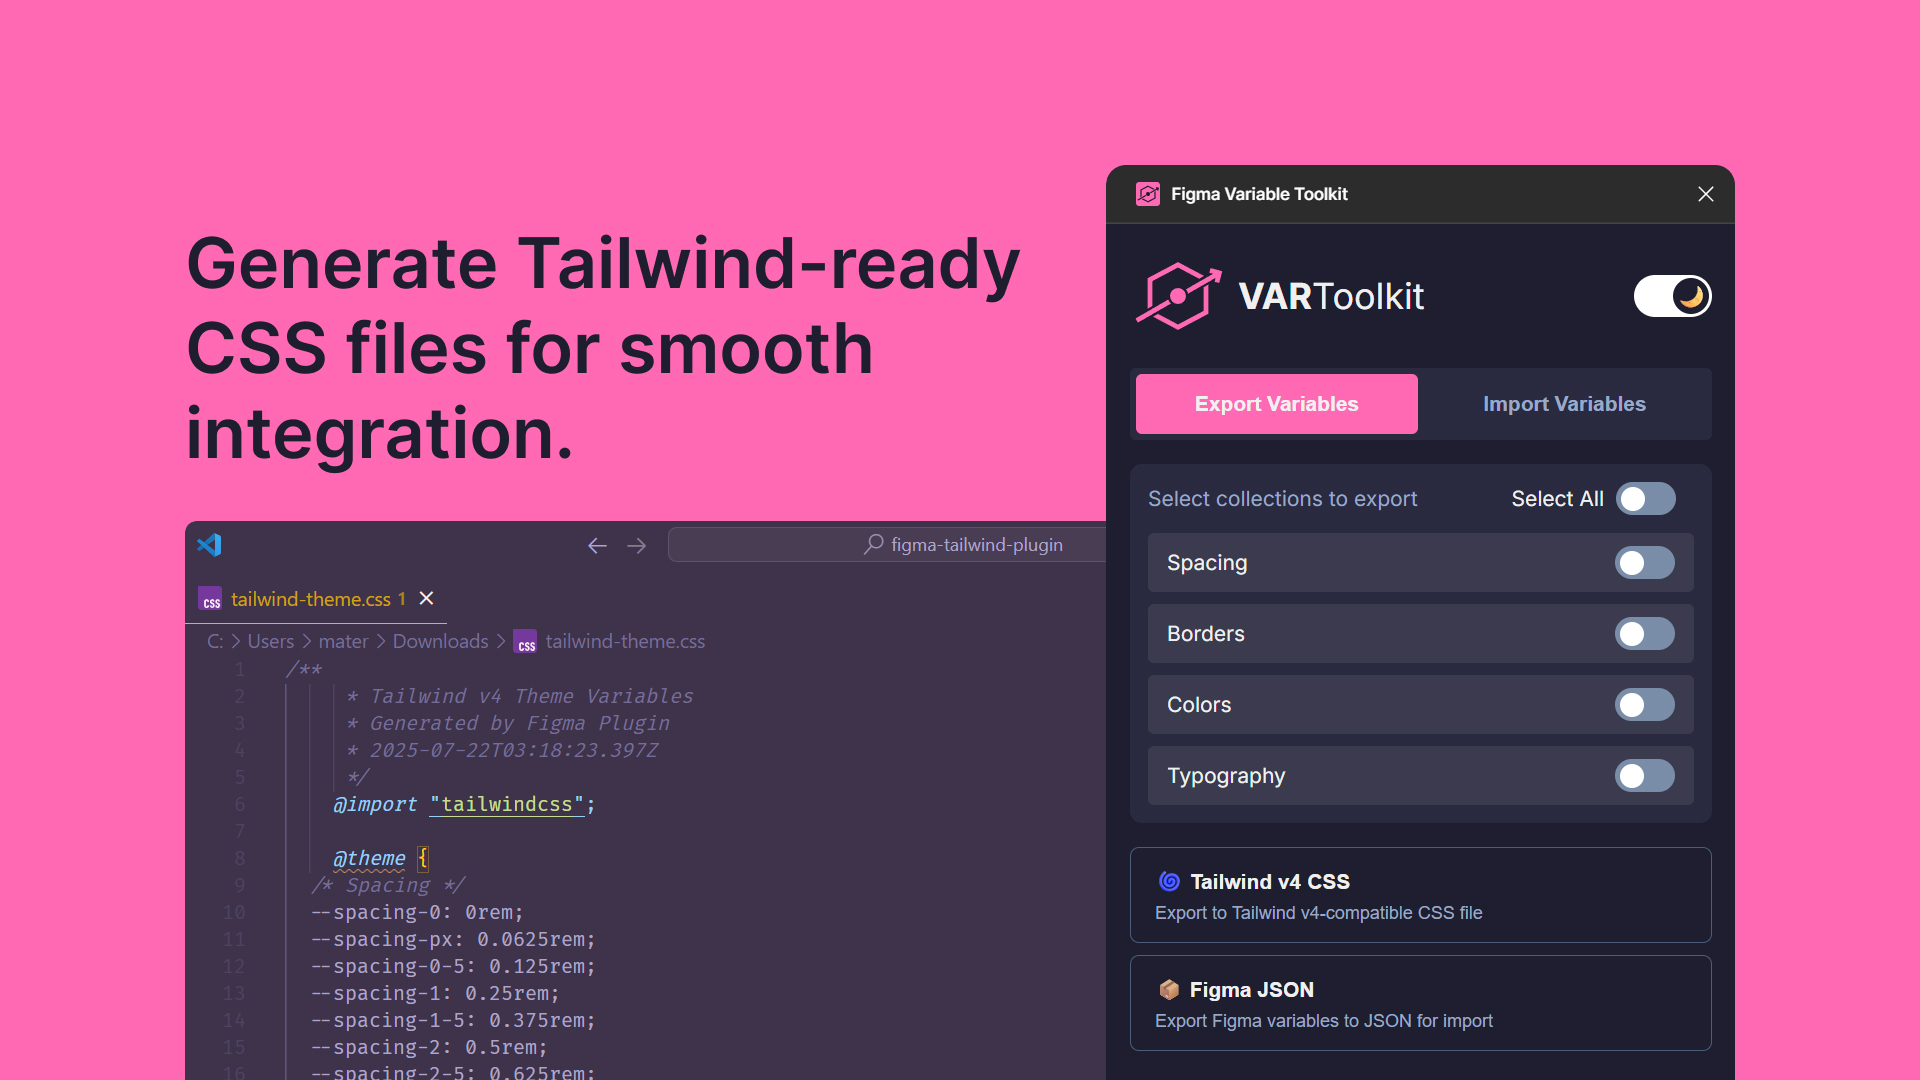 Generate Tailwind-ready
CSS files for smooth
integration.
figma-tailwind-plugin
CSS tailwind-theme.css 1
C: > Users > mater > Downloads > CSS tailwind-theme.css
1 /**
2 * Tailwind v4 Theme Variables
3 * Generated by Figma Plugin
4 * 2025-07-22T03:18:23.397Z
5 */
6 @import "tailwindcss";
7
8 @theme {
9 /* Spacing */
10 --spacing-0: 0rem;
11 --spacing-px: 0.0625rem;
12 --spacing-0-5: 0.125rem;
13 --spacing-1: 0.25rem;
14 --spacing-1-5: 0.375rem;
15 --spacing-2: 0.5rem;
16 --spacing-2-5: 0.625rem;
Figma Variable Toolkit
VARToolkit
Export Variables
Import Variables
Select collections to export
Select All
Spacing
Borders
Colors
Typography
Tailwind v4 CSS
Export to Tailwind v4-compatible CSS file
Figma JSON
Export Figma variables to JSON for import